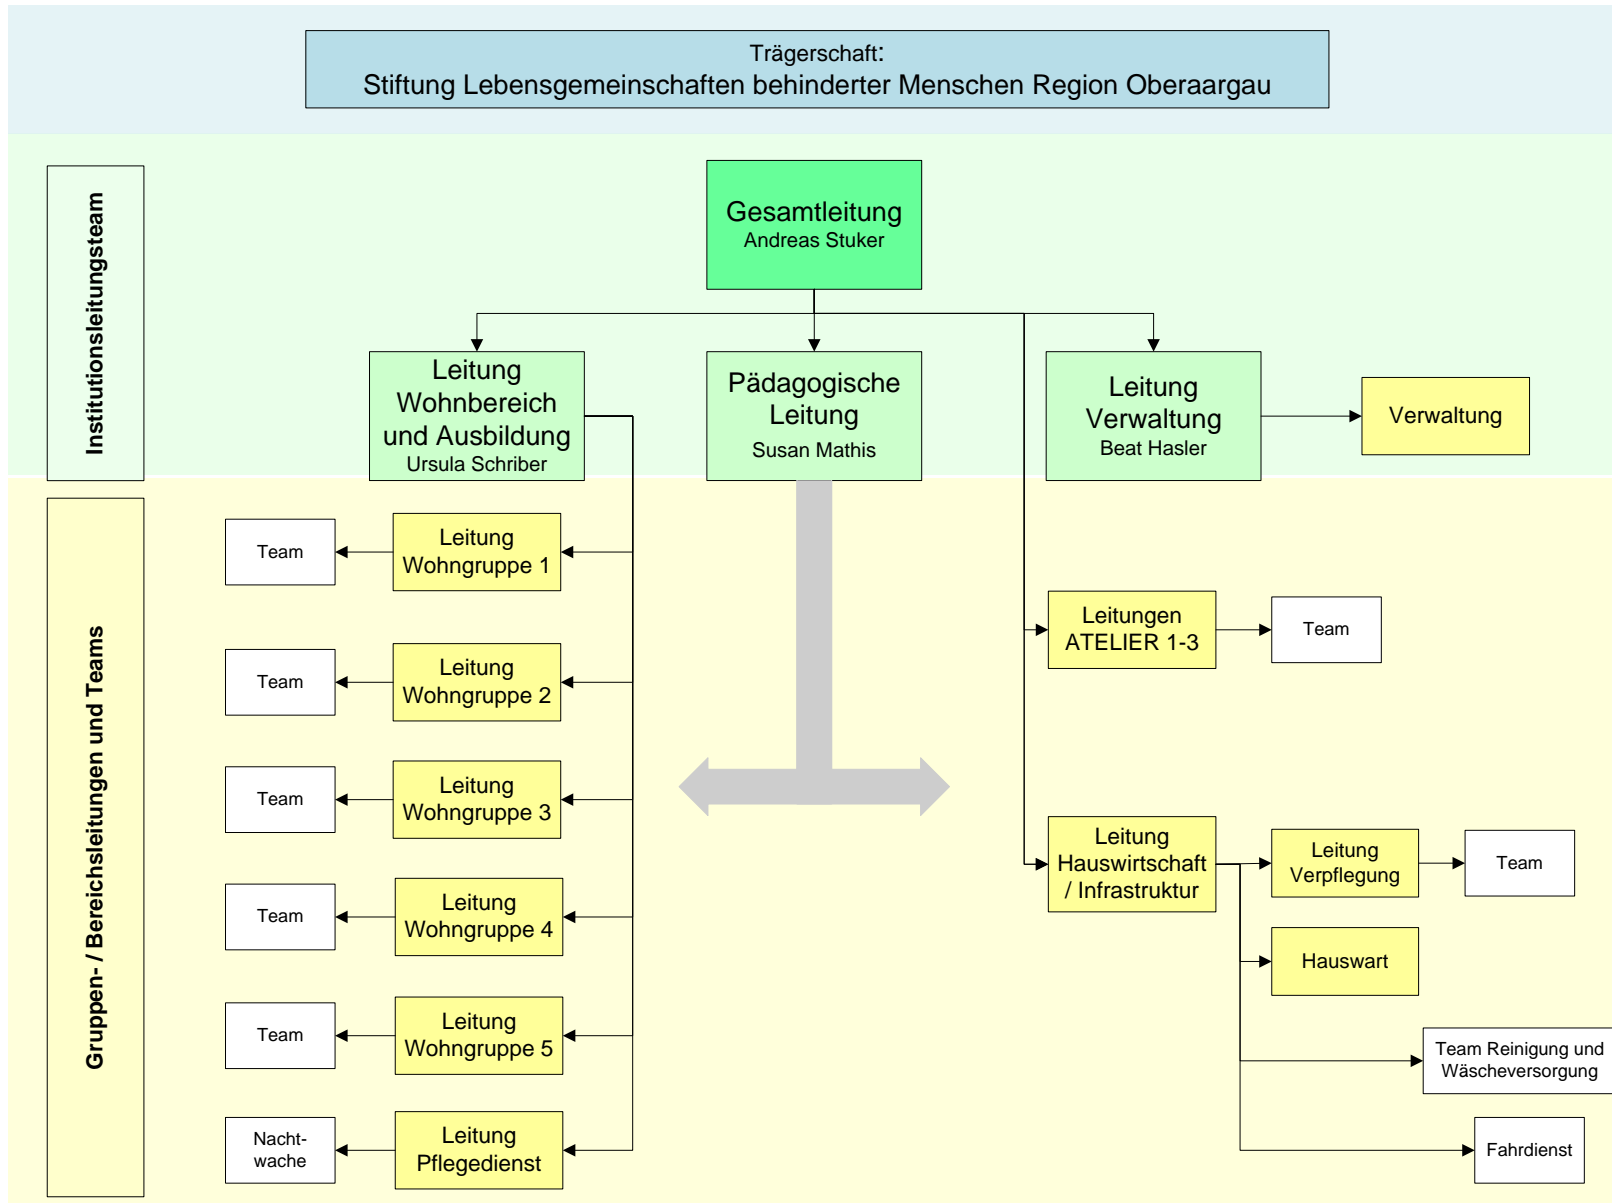 Trägerschaft:
Stiftung Lebensgemeinschaften behinderter Menschen Region Oberaargau
Institutionsleitungsteam
Gesamtleitung
Andreas Stuker
Leitung
Wohnbereich
und Ausbildung
Ursula Schriber
Pädagogische
Leitung
Susan Mathis
Leitung
Verwaltung
Beat Hasler
Verwaltung
Gruppen- / Bereichsleitungen und Teams
Team
Leitung
Wohngruppe 1
Team
Leitung
Wohngruppe 2
Team
Leitung
Wohngruppe 3
Team
Leitung
Wohngruppe 4
Team
Leitung
Wohngruppe 5
Nacht-
wache
Leitung
Pflegedienst
Leitungen
ATELIER 1-3
Team
Leitung
Hauswirtschaft
/ Infrastruktur
Leitung
Verpflegung
Team
Hauswart
Team Reinigung und
Wäscheversorgung
Fahrdienst